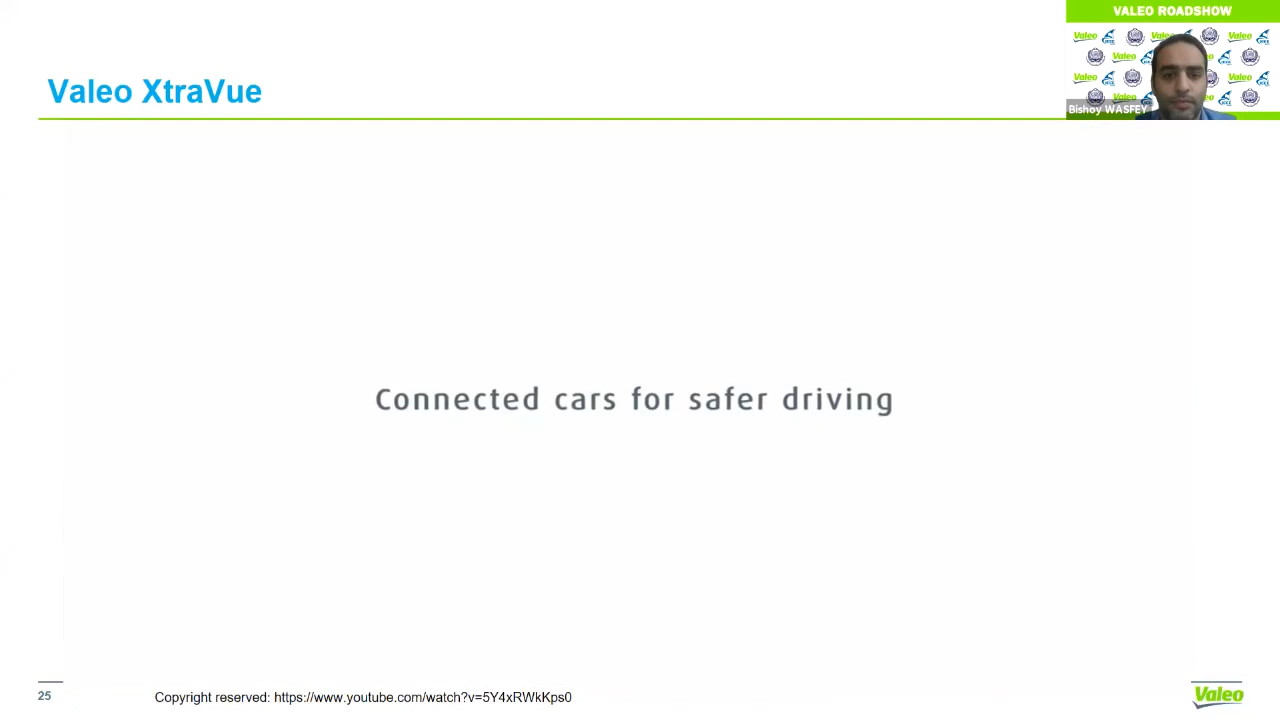 VALEO ROADSHOW
Valeo XtraVue
Bishoy WASFEY
Connected cars for safer driving
25
Copyright reserved: https://www.youtube.com/watch?v=5Y4xRWkKps0
Valeo